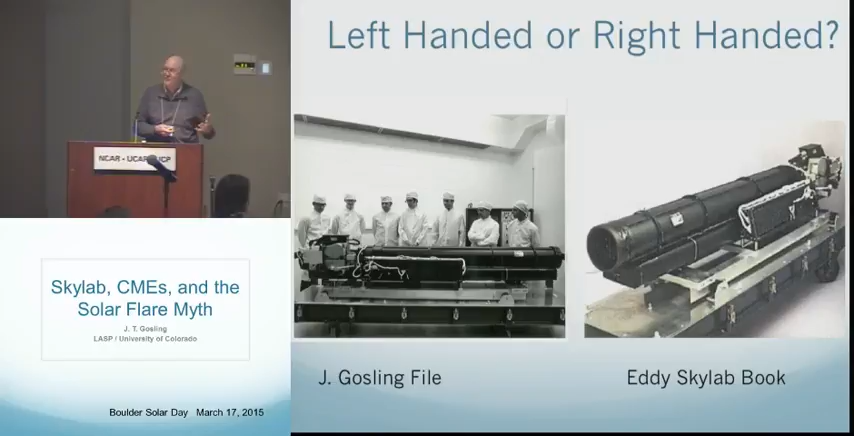 Left Handed or Right Handed?
NCAR • UCAR
Skylab, CMEs, and the
Solar Flare Myth
J. T. Gosling
LASP / University of Colorado
Boulder Solar Day March 17, 2015
J. Gosling File
Eddy Skylab Book